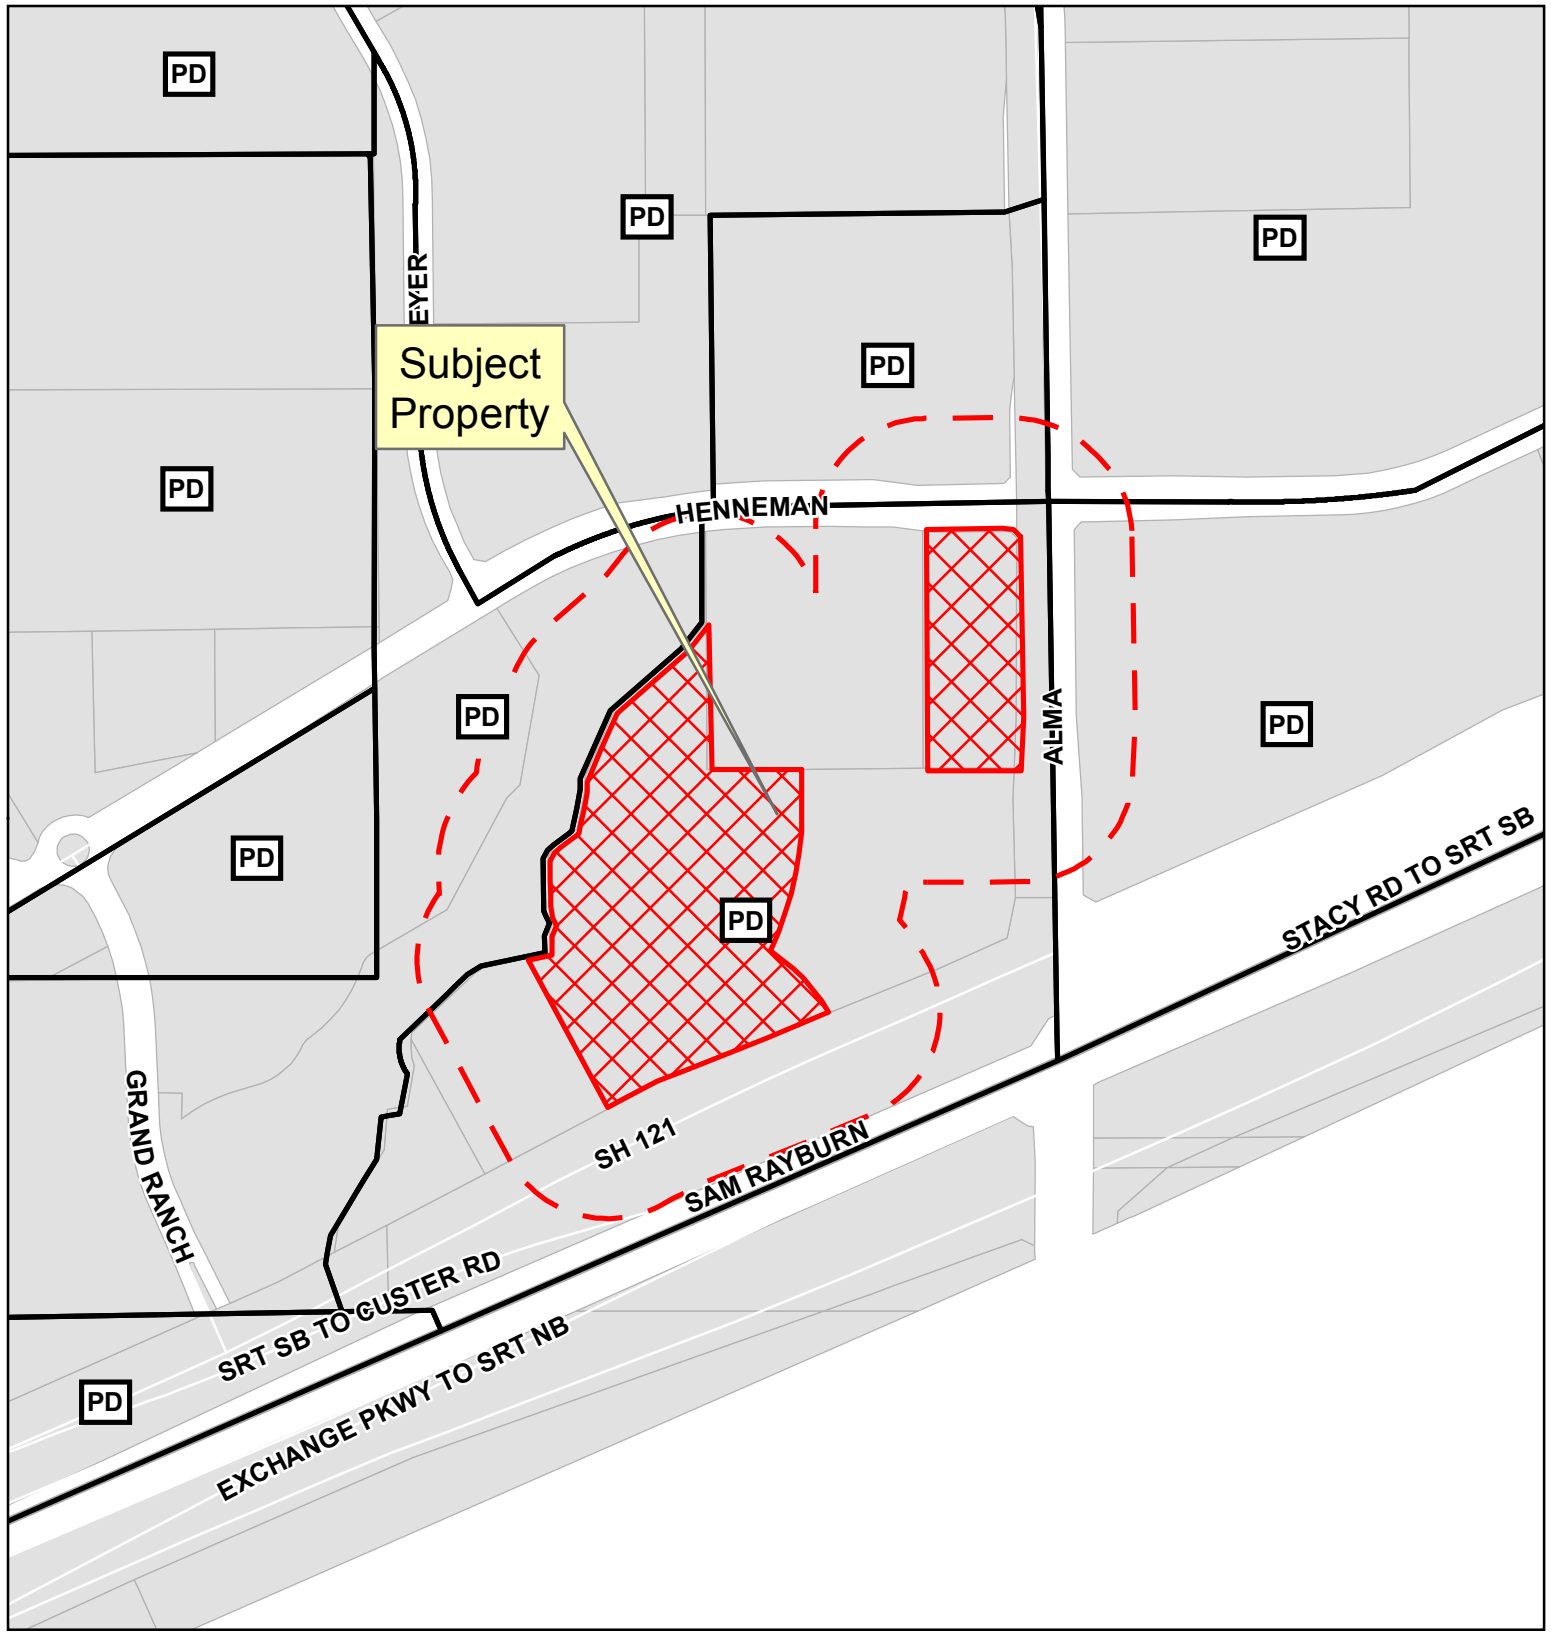 PD
PD
PD
EYER
Subject
Property
PD
PD
HENNEMAN
PD
ALMA
PD
STACY RD TO SRT SB
PD
PD
GRAND RANCH
SH 121
SAM RAYBURN
SRT SB TO CUSTER RD
EXCHANGE PKWY TO SRT NB
PD